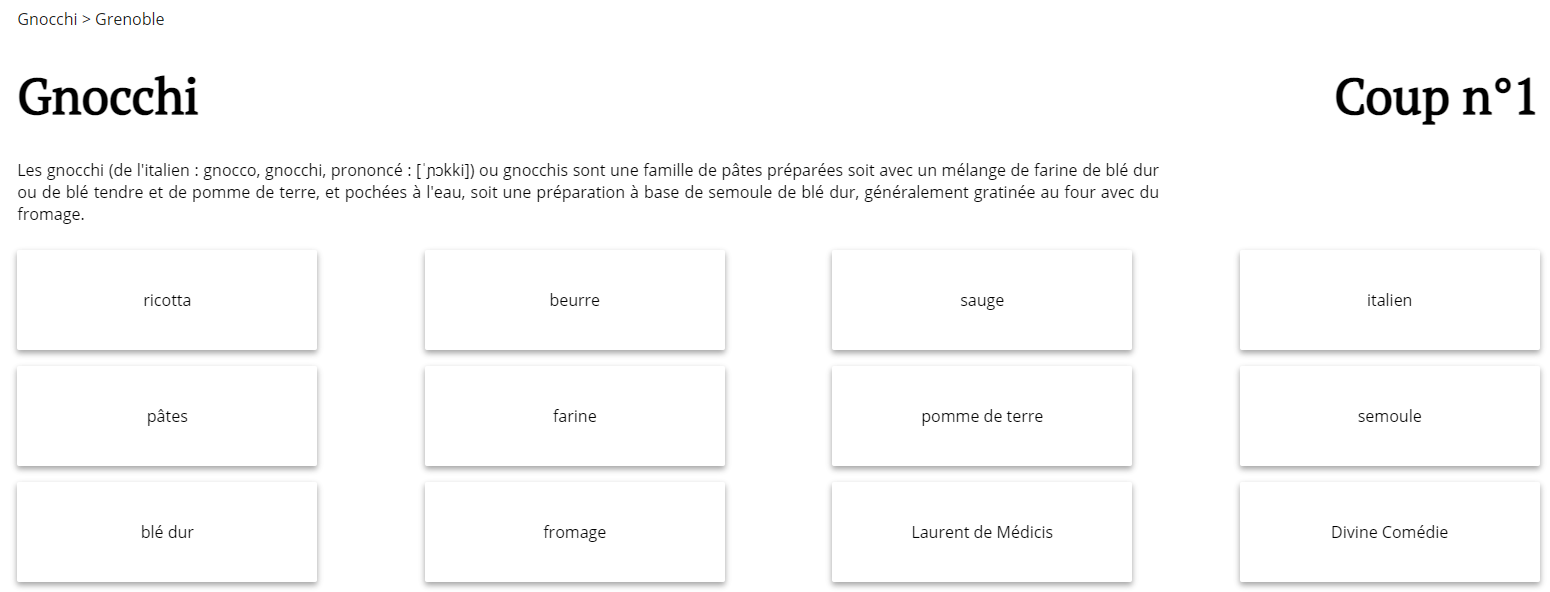 Gnocchi > Grenoble
Gnocchi
Coup n°1
Les gnocchi (de l'italien : gnocco, gnocchi, prononcé : [ˈɲɔkki]) ou gnocchis sont une famille de pâtes préparées soit avec un mélange de farine de blé dur
ou de blé tendre et de pomme de terre, et pochées à l'eau, soit une préparation à base de semoule de blé dur, généralement gratinée au four avec du
fromage.
ricotta
beurre
sauge
italien
pâtes
farine
pomme de terre
semoule
blé dur
fromage
Laurent de Médicis
Divine Comédie